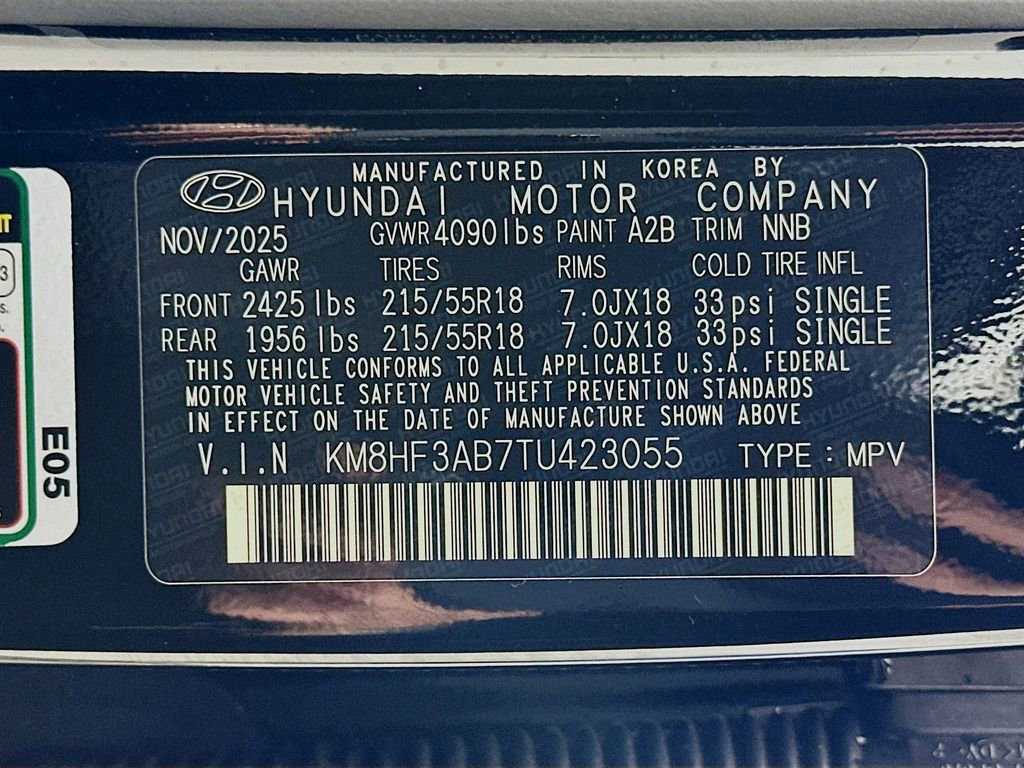 MANUFACTURED IN KOREA BY
HYUNDAI MOTOR COMPANY
NOV/2025 GVWR 4090lbs PAINT A2B TRIM NNB
GAWR TIRES RIMS COLD TIRE INFL
FRONT 2425 lbs 215/55R18 7.0JX18 33psi SINGLE
REAR 1956 lbs 215/55R18 7.0JX18 33psi SINGLE
THIS VEHICLE CONFORMS TO ALL APPLICABLE U.S.A. FEDERAL
MOTOR VEHICLE SAFETY AND THEFT PREVENTION STANDARDS
IN EFFECT ON THE DATE OF MANUFACTURE SHOWN ABOVE
V.I.N KM8HF3AB7TU423055 TYPE : MPV
E05